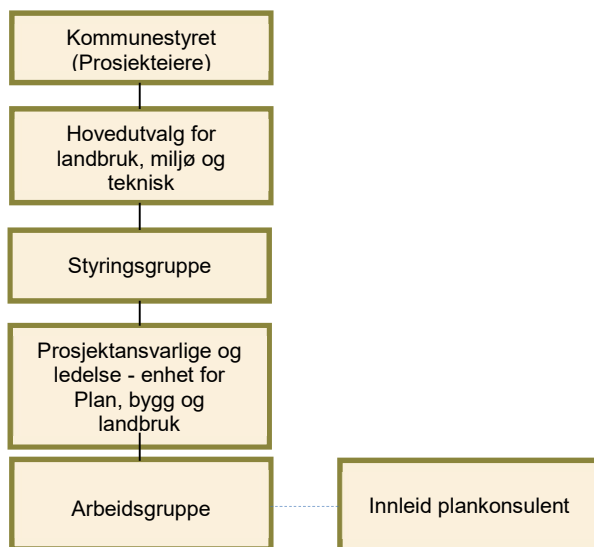 Kommunestyret
(Prosjekteiere)
Hovedutvalg for
landbruk, miljø og
teknisk
Styringsgruppe
Prosjektansvarlige og
ledelse - enhet for
Plan, bygg og
landbruk
Arbeidsgruppe
Innleid plankonsulent